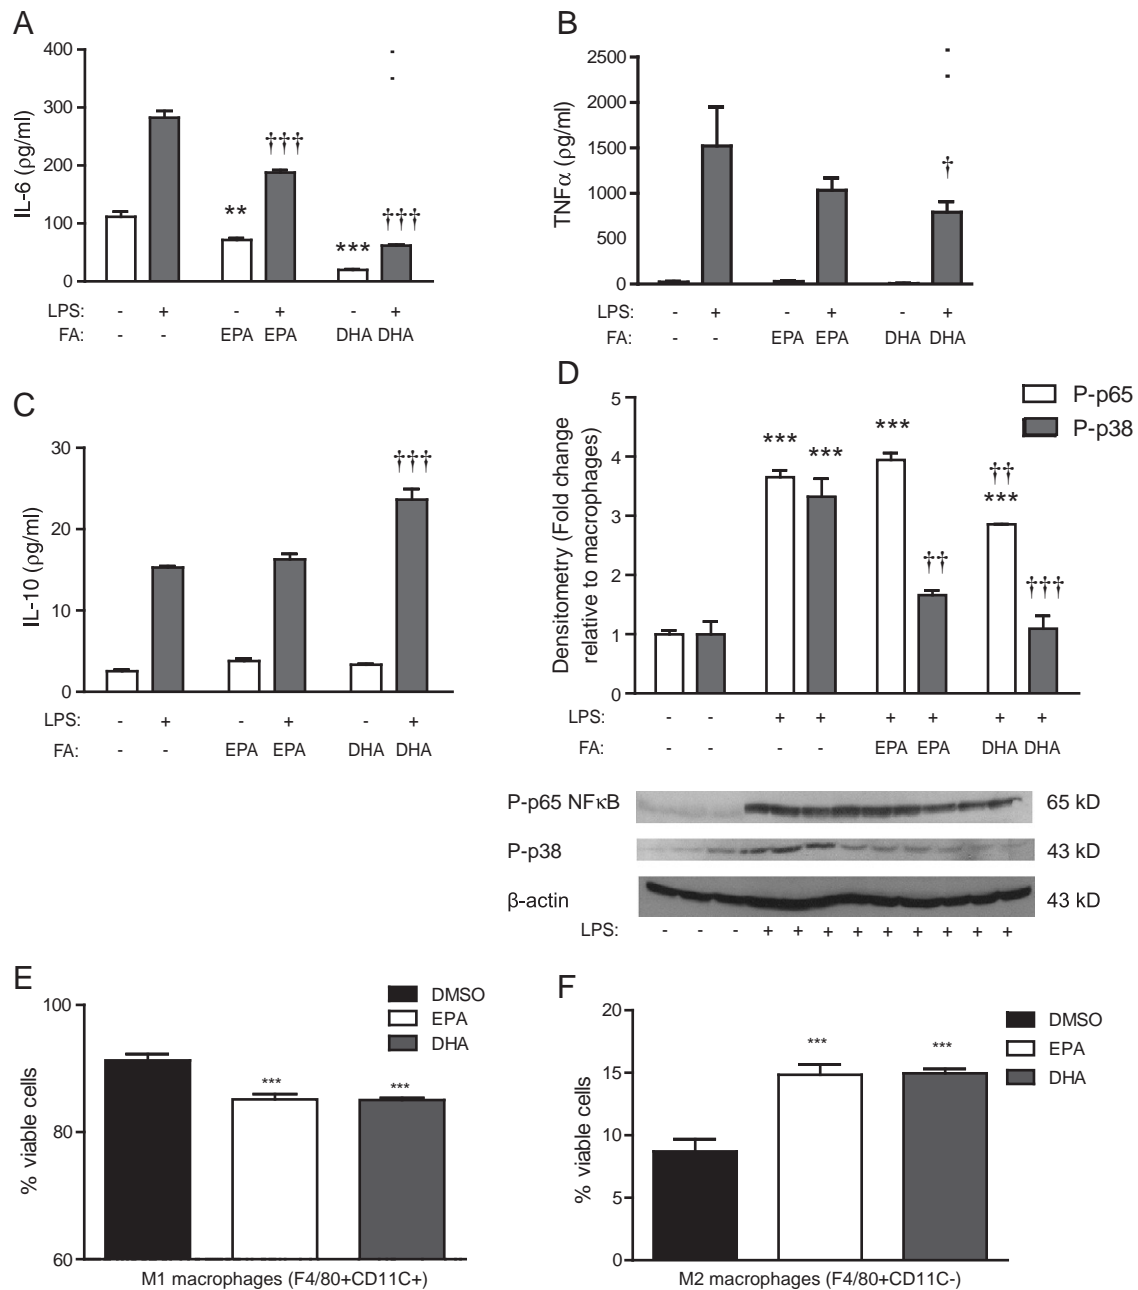 A
IL-6 (ρg/ml)
400
300
200
100
0
**
†††
***
†††
LPS: - + - + - +
FA: - - EPA EPA DHA DHA
B
TNFα (ρg/ml)
2500
2000
1500
1000
500
0
†
LPS: - + - + - +
FA: - - EPA EPA DHA DHA
C
IL-10 (ρg/ml)
30
20
10
0
†††
LPS: - + - + - +
FA: - - EPA EPA DHA DHA
D
Densitometry (Fold change
relative to macrophages)
5
4
3
2
1
0
P-p65
P-p38
***
***
***
††
††
***
†††
LPS: - - + + + + + +
FA: - - - - EPA EPA DHA DHA
P-p65 NFκB 65 kD
P-p38 43 kD
β-actin 43 kD
LPS: - - - + + + + + + + + +
E
% viable cells
100
80
60
DMSO
EPA
DHA
***
***
M1 macrophages (F4/80+CD11C+)
F
% viable cells
20
15
10
5
0
DMSO
EPA
DHA
***
***
M2 macrophages (F4/80+CD11C-)